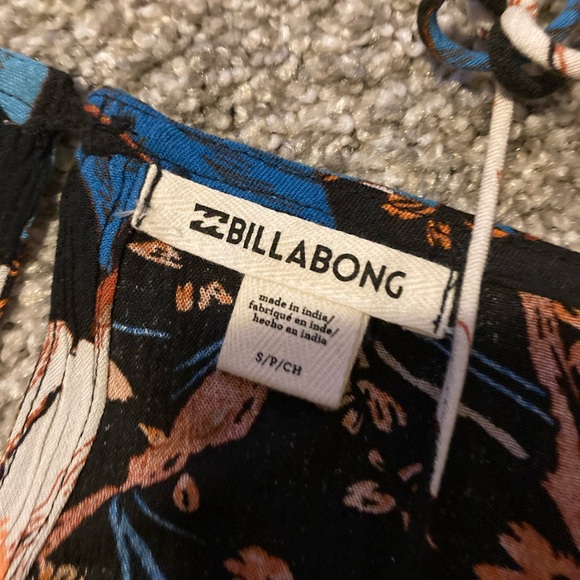 BILLABONG
made in india/
fabriqué en inde/
hecho en india
S/P/CH